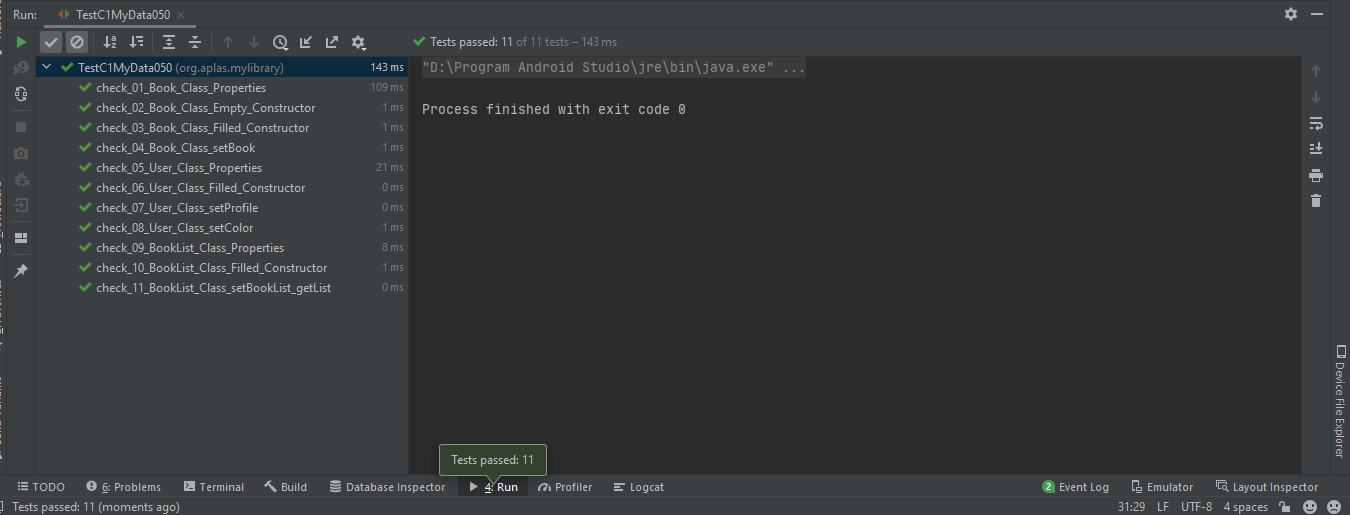 Run: TestC1MyData050
Tests passed: 11 of 11 tests – 143 ms
TestC1MyData050 (org.aplas.mylibrary) 143 ms
"D:\Program Android Studio\jre\bin\java.exe" ...
check_01_Book_Class_Properties 109 ms
check_02_Book_Class_Empty_Constructor 1 ms
Process finished with exit code 0
check_03_Book_Class_Filled_Constructor 1 ms
check_04_Book_Class_setBook 1 ms
check_05_User_Class_Properties 21 ms
check_06_User_Class_Filled_Constructor 0 ms
check_07_User_Class_setProfile 0 ms
check_08_User_Class_setColor 1 ms
check_09_BookList_Class_Properties 8 ms
check_10_BookList_Class_Filled_Constructor 1 ms
check_11_BookList_Class_setBookList_getList 0 ms
Device File Explorer
Tests passed: 11
TODO 6: Problems Terminal Build Database Inspector 4: Run Profiler Logcat 2 Event Log Emulator Layout Inspector
Tests passed: 11 (moments ago) 31:29 LF UTF-8 4 spaces